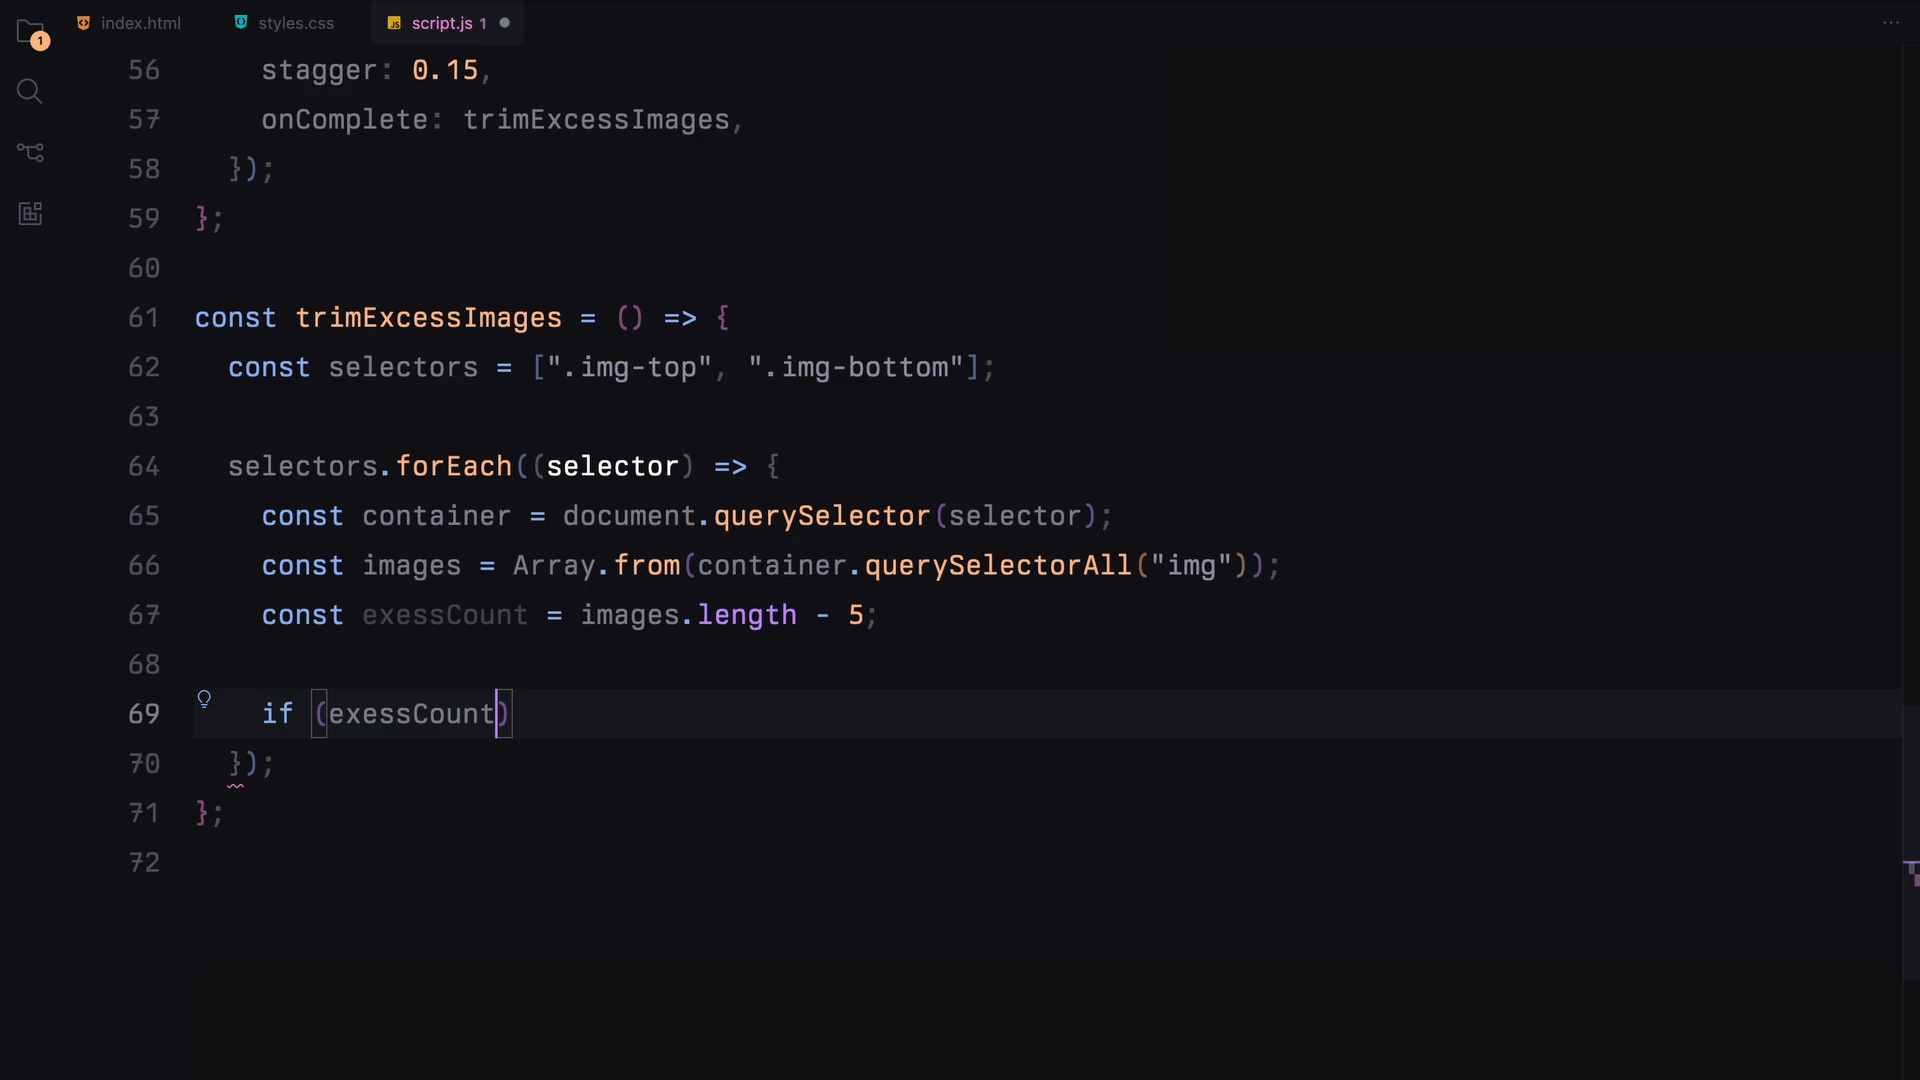 index.html
styles.css
script.js 1
1
56 stagger: 0.15,
57 onComplete: trimExcessImages,
58 });
59 };
60
61 const trimExcessImages = () => {
62 const selectors = [".img-top", ".img-bottom"];
63
64 selectors.forEach((selector) => {
65 const container = document.querySelector(selector);
66 const images = Array.from(container.querySelectorAll("img"));
67 const exessCount = images.length - 5;
68
69 if (exessCount)
70 });
71 };
72